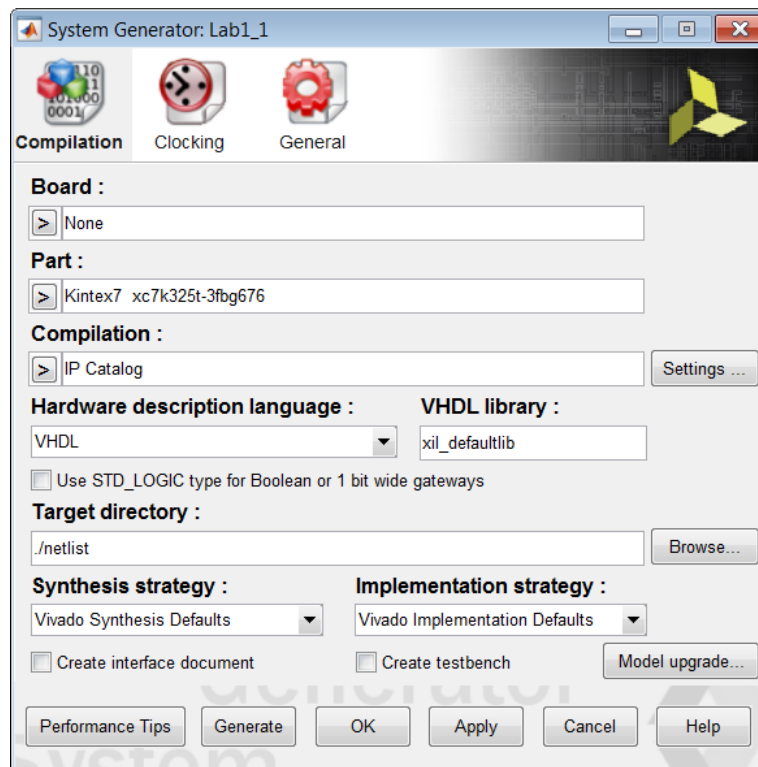 System Generator: Lab1_1
Compilation Clocking General
Board :
> None
Part :
> Kintex7 xc7k325t-3fbg676
Compilation :
> IP Catalog Settings ...
Hardware description language : VHDL library :
VHDL xil_defaultlib
Use STD_LOGIC type for Boolean or 1 bit wide gateways
Target directory :
./netlist Browse...
Synthesis strategy : Implementation strategy :
Vivado Synthesis Defaults Vivado Implementation Defaults
Create interface document Create testbench Model upgrade...
Performance Tips Generate OK Apply Cancel Help